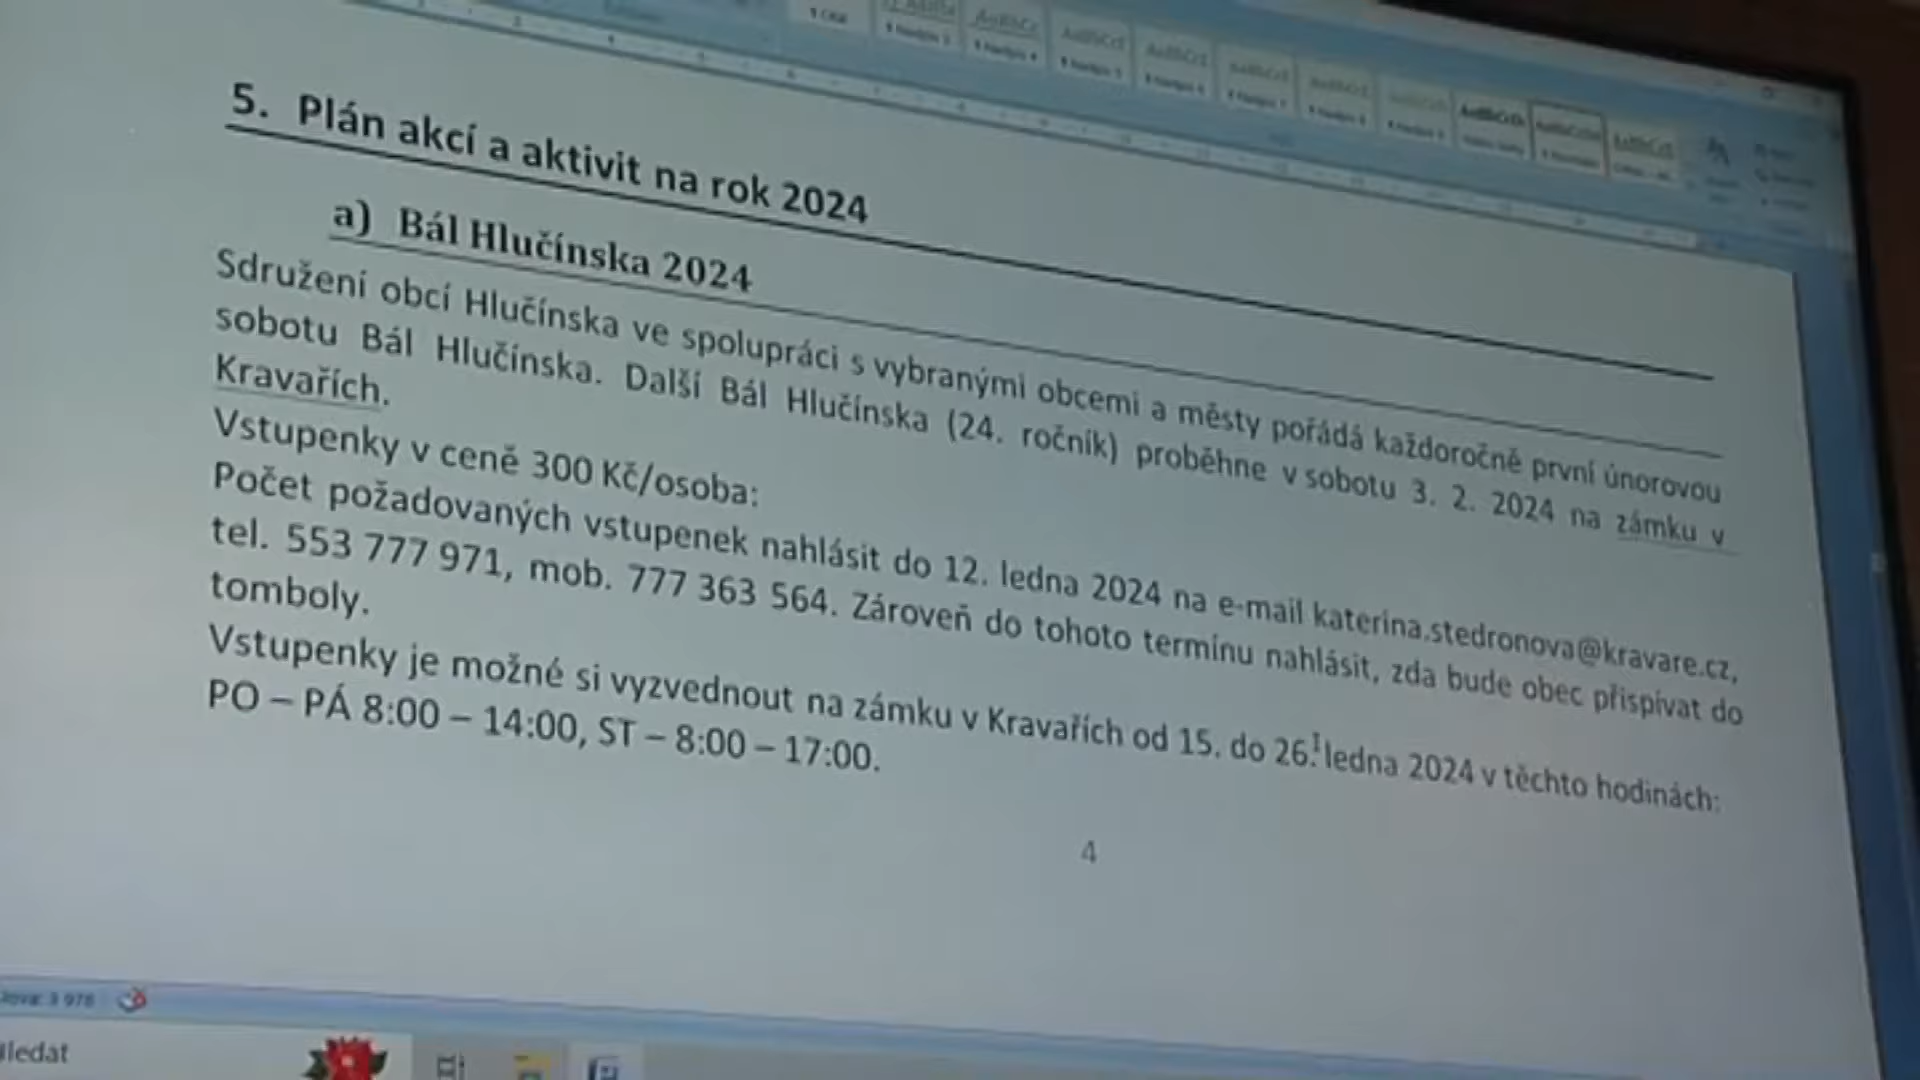 5. Plán akcí a aktivit na rok 2024
a) Bál Hlučínska 2024
Sdružení obcí Hlučínska ve spolupráci s vybranými obcemi a městy pořádá každoročně první únorovou
sobotu Bál Hlučínska. Další Bál Hlučínska (24. ročník) proběhne v sobotu 3. 2. 2024 na zámku v
Kravařích.
Vstupenky v ceně 300 Kč/osoba:
Počet požadovaných vstupenek nahlásit do 12. ledna 2024 na e-mail katerina.stedronova@kravare.cz,
tel. 553 777 971, mob. 777 363 564. Zároveň do tohoto termínu nahlásit, zda bude obec přispívat do
tomboly.
Vstupenky je možné si vyzvednout na zámku v Kravařích od 15. do 26. ledna 2024 v těchto hodinách:
PO – PÁ 8:00 – 14:00, ST – 8:00 – 17:00.
4
3 978
Hledat